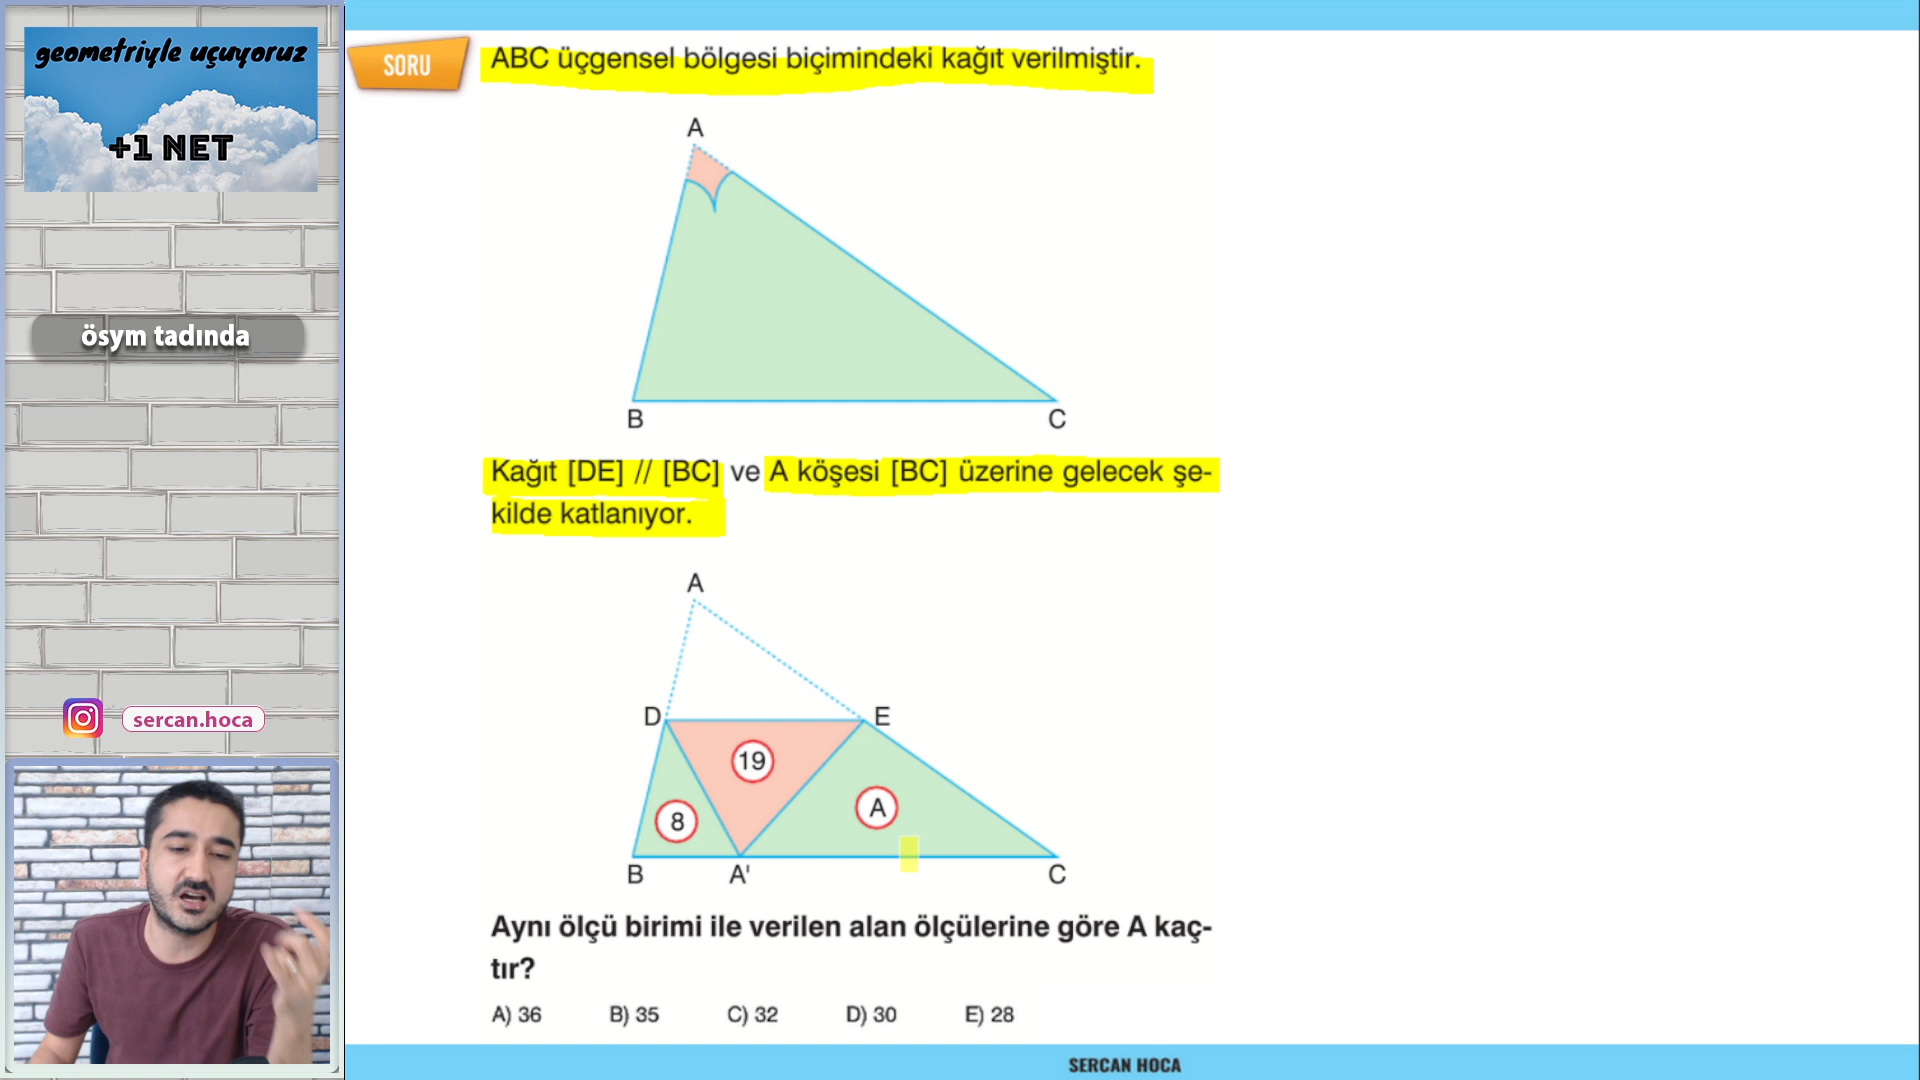 geometriyle uçuyoruz
+1 NET
ösym tadında
sercan.hoca
SORU
ABC üçgensel bölgesi biçimindeki kağıt verilmiştir.
A
B
C
Kağıt [DE] // [BC] ve A köşesi [BC] üzerine gelecek şe-
kilde katlanıyor.
A
D
E
19
8
A
B
A'
C
Aynı ölçü birimi ile verilen alan ölçülerine göre A kaç-
tır?
A) 36 B) 35 C) 32 D) 30 E) 28
SERCAN HOCA